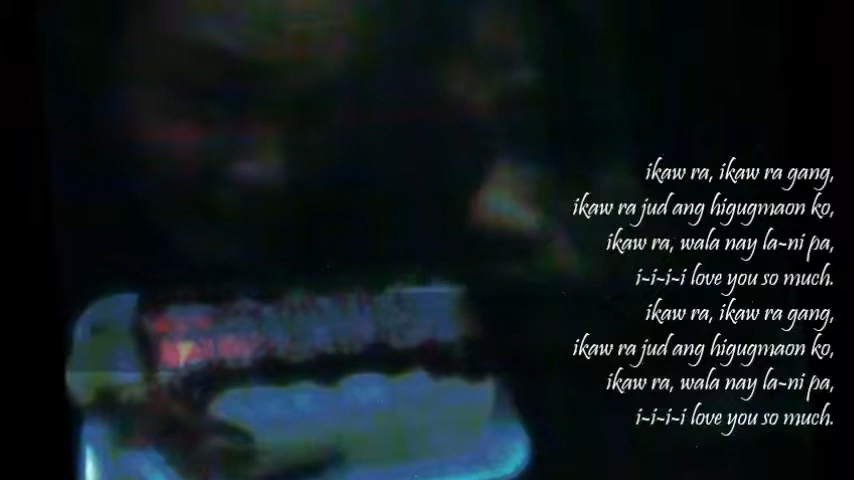 ikaw ra, ikaw ra gang,
ikaw ra jud ang higugmaon ko,
ikaw ra, wala nay la~ni pa,
i~i~i~i love you so much.
ikaw ra, ikaw ra gang,
ikaw ra jud ang higugmaon ko,
ikaw ra, wala nay la~ni pa,
i~i~i~i love you so much.